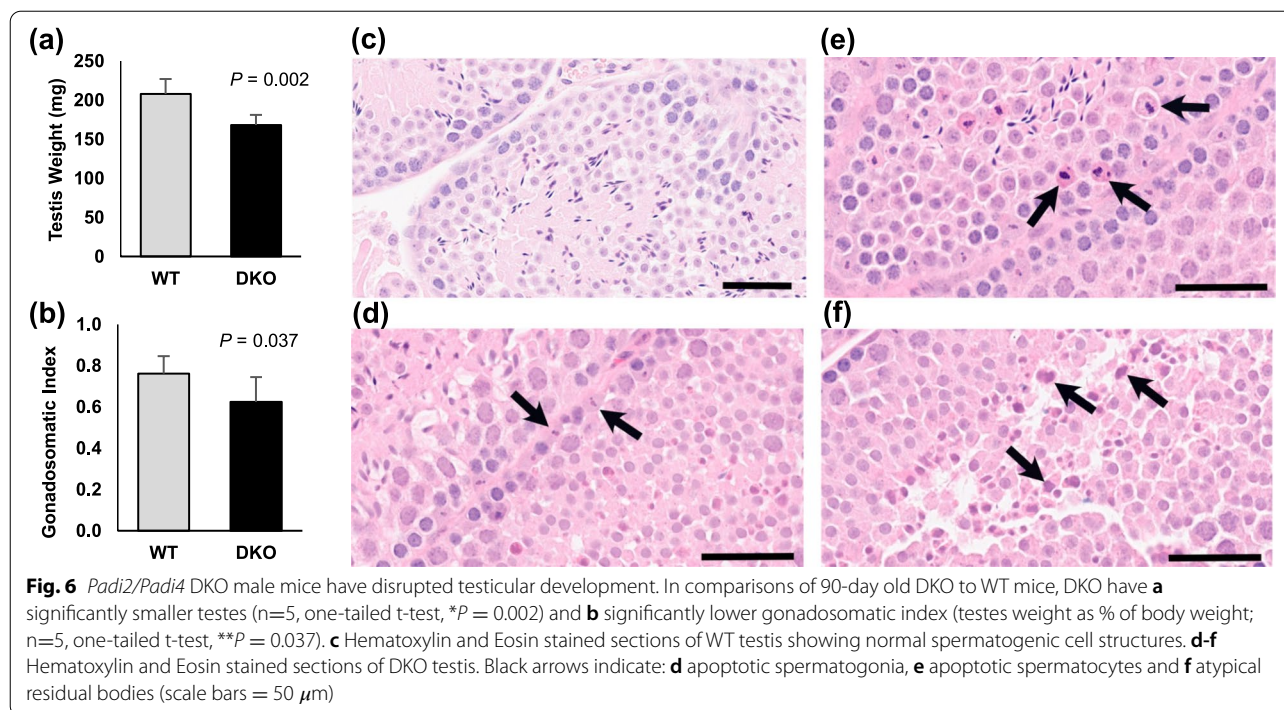 (a)
250
200
150
100
50
0
Testis Weight (mg)
P = 0.002
WT DKO
(b)
1.0
0.8
0.6
0.4
0.2
0.0
Gonadosomatic Index
P = 0.037
WT DKO
(c)
(d)
(e)
(f)
Fig. 6 Padi2/Padi4 DKO male mice have disrupted testicular development. In comparisons of 90-day old DKO to WT mice, DKO have a
significantly smaller testes (n=5, one-tailed t-test, *P = 0.002) and b significantly lower gonadosomatic index (testes weight as % of body weight;
n=5, one-tailed t-test, **P = 0.037). c Hematoxylin and Eosin stained sections of WT testis showing normal spermatogenic cell structures. d-f
Hematoxylin and Eosin stained sections of DKO testis. Black arrows indicate: d apoptotic spermatogonia, e apoptotic spermatocytes and f atypical
residual bodies (scale bars = 50 μm)